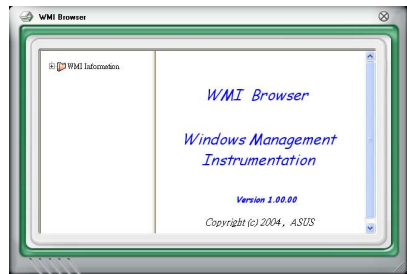 WMI Browser
WMI Information
WMI Browser
Windows Management
Instrumentation
Version 1.00.00
Copyright (c) 2004, ASUS